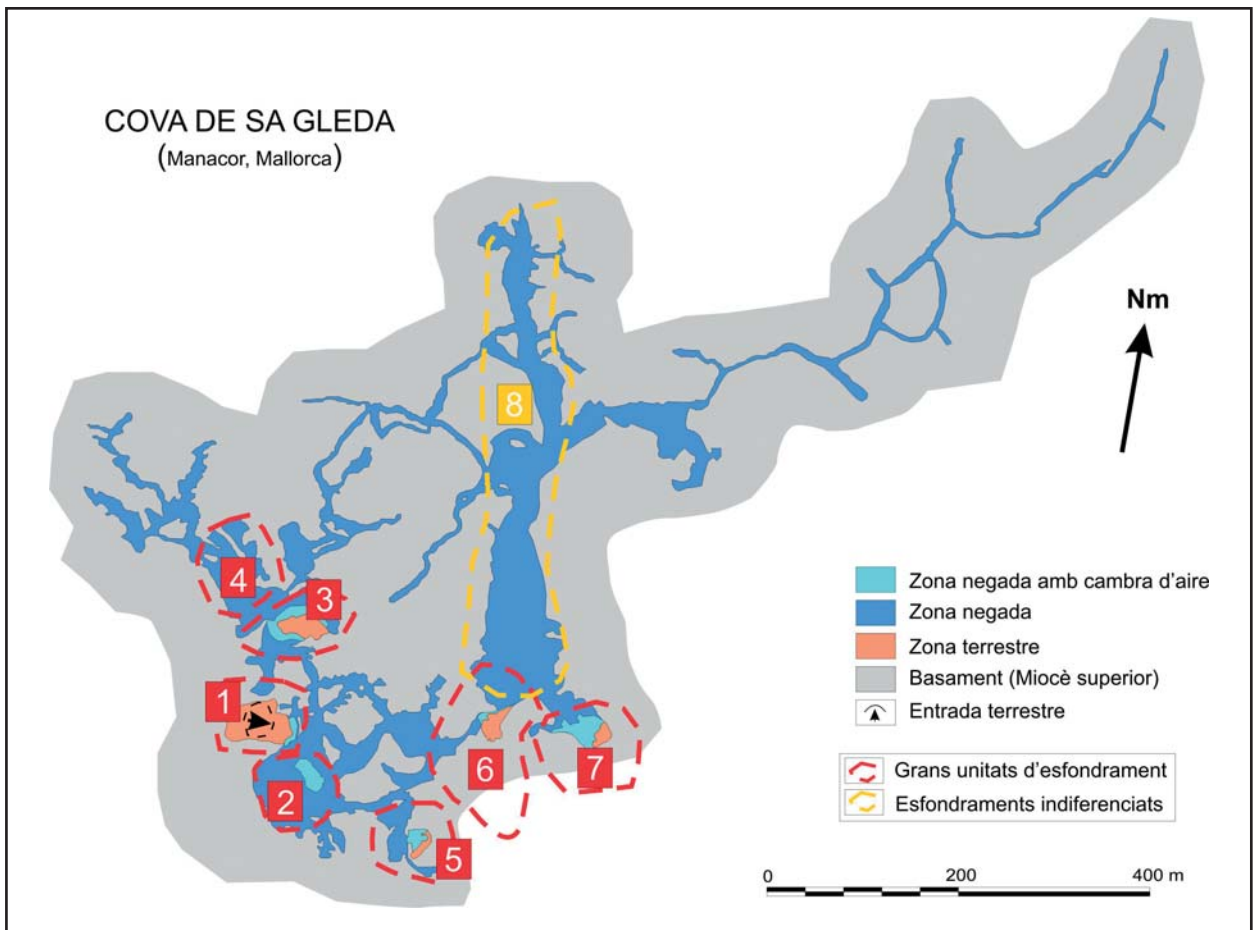 COVA DE SA GLEDA
(Manacor, Mallorca)
Nm
8
4
3
1
2
6
7
5
Zona negada amb cambra d'aire
Zona negada
Zona terrestre
Basament (Miocè superior)
Entrada terrestre
Grans unitats d'esfondrament
Esfondraments indiferenciats
0 200 400 m